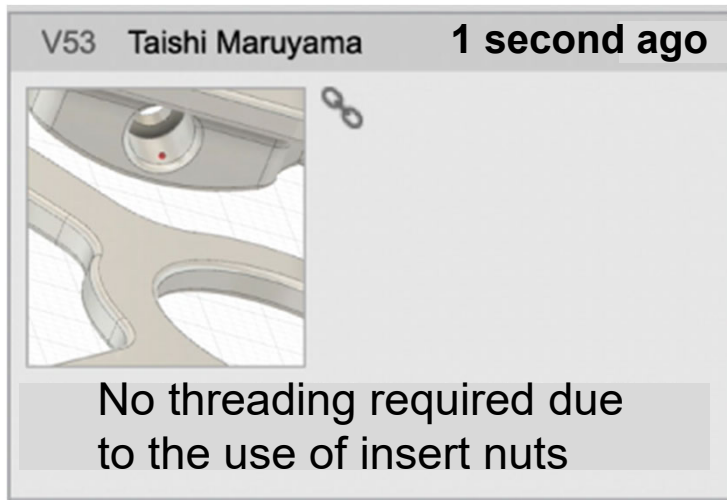 V53 Taishi Maruyama 1 second ago
No threading required due
to the use of insert nuts